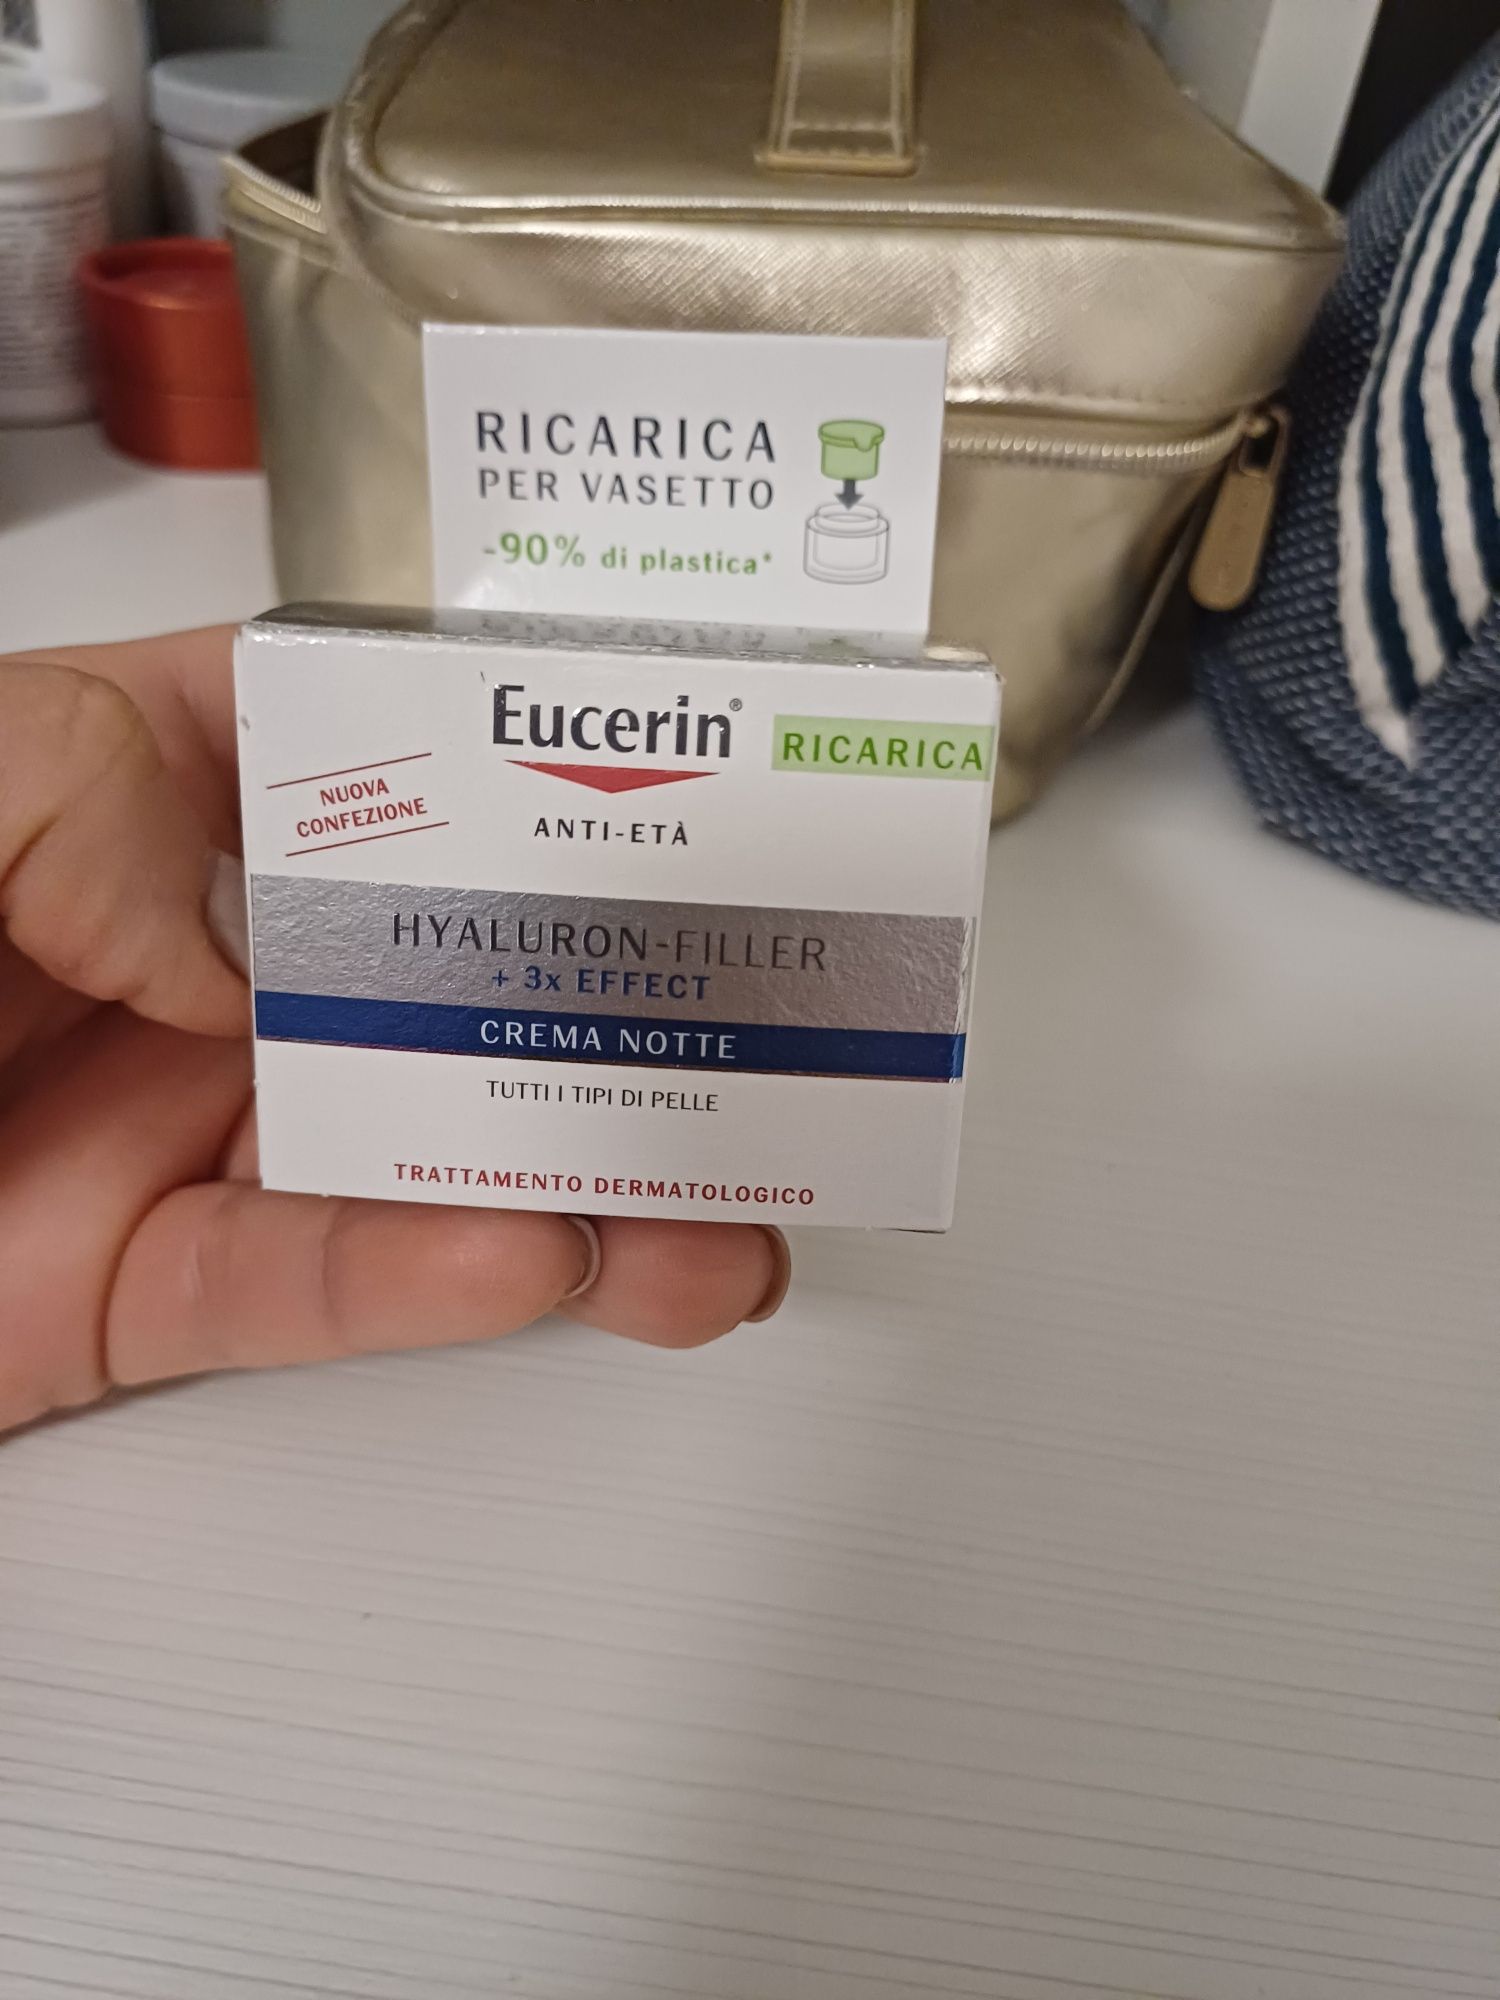 RICARICA
PER VASETTO
-90% di plastica*
Eucerin®
RICARICA
NUOVA
CONFEZIONE
ANTI-ETÀ
HYALURON-FILLER
+ 3x EFFECT
CREMA NOTTE
TUTTI I TIPI DI PELLE
TRATTAMENTO DERMATOLOGICO